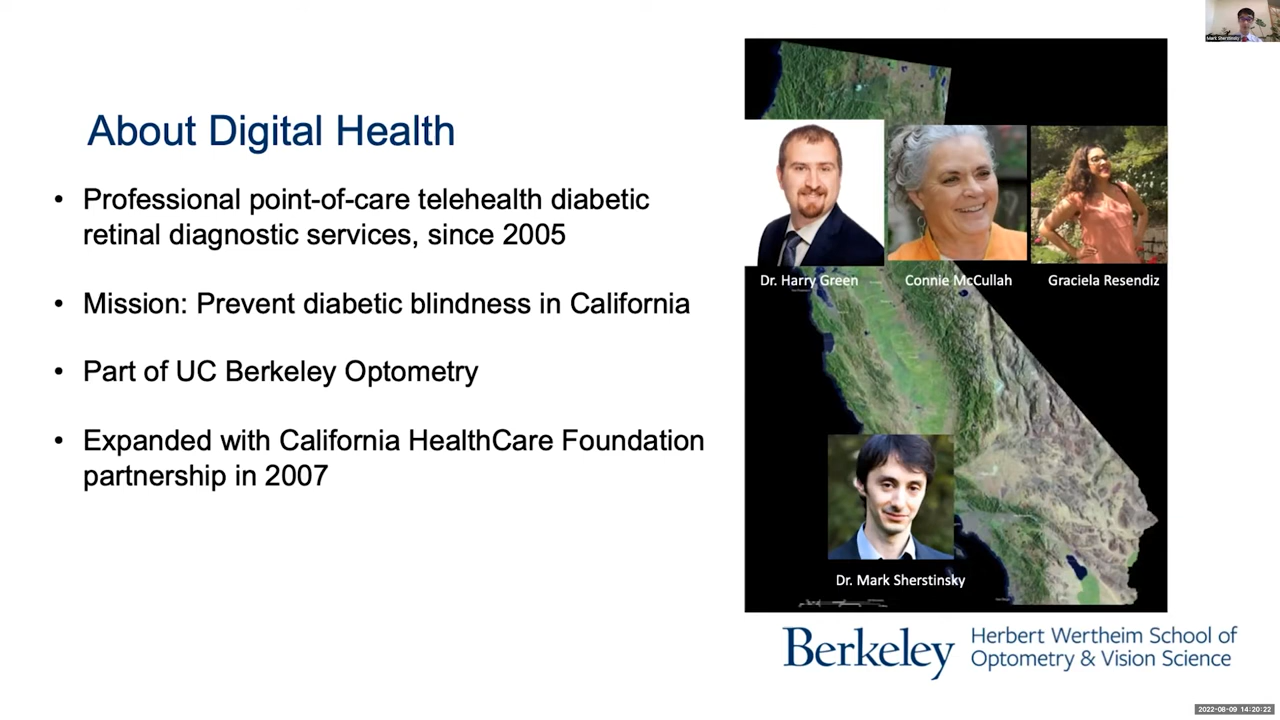 Mark Sherstinsky
About Digital Health
• Professional point-of-care telehealth diabetic
retinal diagnostic services, since 2005
• Mission: Prevent diabetic blindness in California
• Part of UC Berkeley Optometry
• Expanded with California HealthCare Foundation
partnership in 2007
Dr. Harry Green
Connie McCullah
Graciela Resendiz
Dr. Mark Sherstinsky
Berkeley
Herbert Wertheim School of
Optometry & Vision Science
2022-08-09 14:20:22